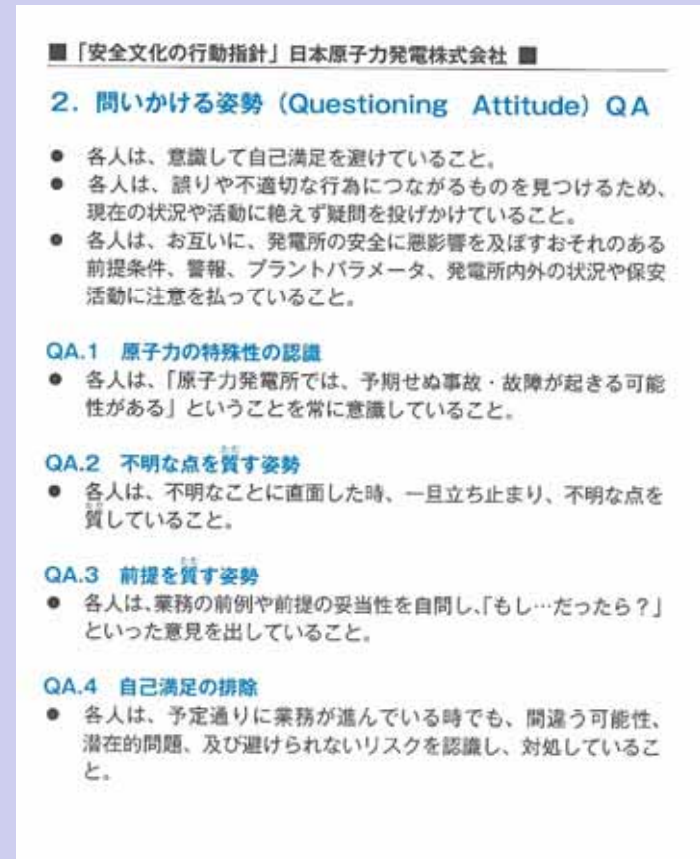 ■「安全文化の行動指針」日本原子力発電株式会社 ■
2．問いかける姿勢（Questioning Attitude）QA
● 各人は、意識して自己満足を避けていること。
● 各人は、誤りや不適切な行為につながるものを見つけるため、
現在の状況や活動に絶えず疑問を投げかけていること。
● 各人は、お互いに、発電所の安全に悪影響を及ぼすおそれのある
前提条件、警報、プラントパラメータ、発電所内外の状況や保安
活動に注意を払っていること。
QA.1 原子力の特殊性の認識
● 各人は、「原子力発電所では、予期せぬ事故・故障が起きる可能
性がある」ということを常に意識していること。
QA.2 不明な点を質す姿勢
● 各人は、不明なことに直面した時、一旦立ち止まり、不明な点を
質していること。
QA.3 前提を質す姿勢
● 各人は、業務の前例や前提の妥当性を自問し、「もし…だったら？」
といった意見を出していること。
QA.4 自己満足の排除
● 各人は、予定通りに業務が進んでいる時でも、間違う可能性、
潜在的問題、及び避けられないリスクを認識し、対処しているこ
と。